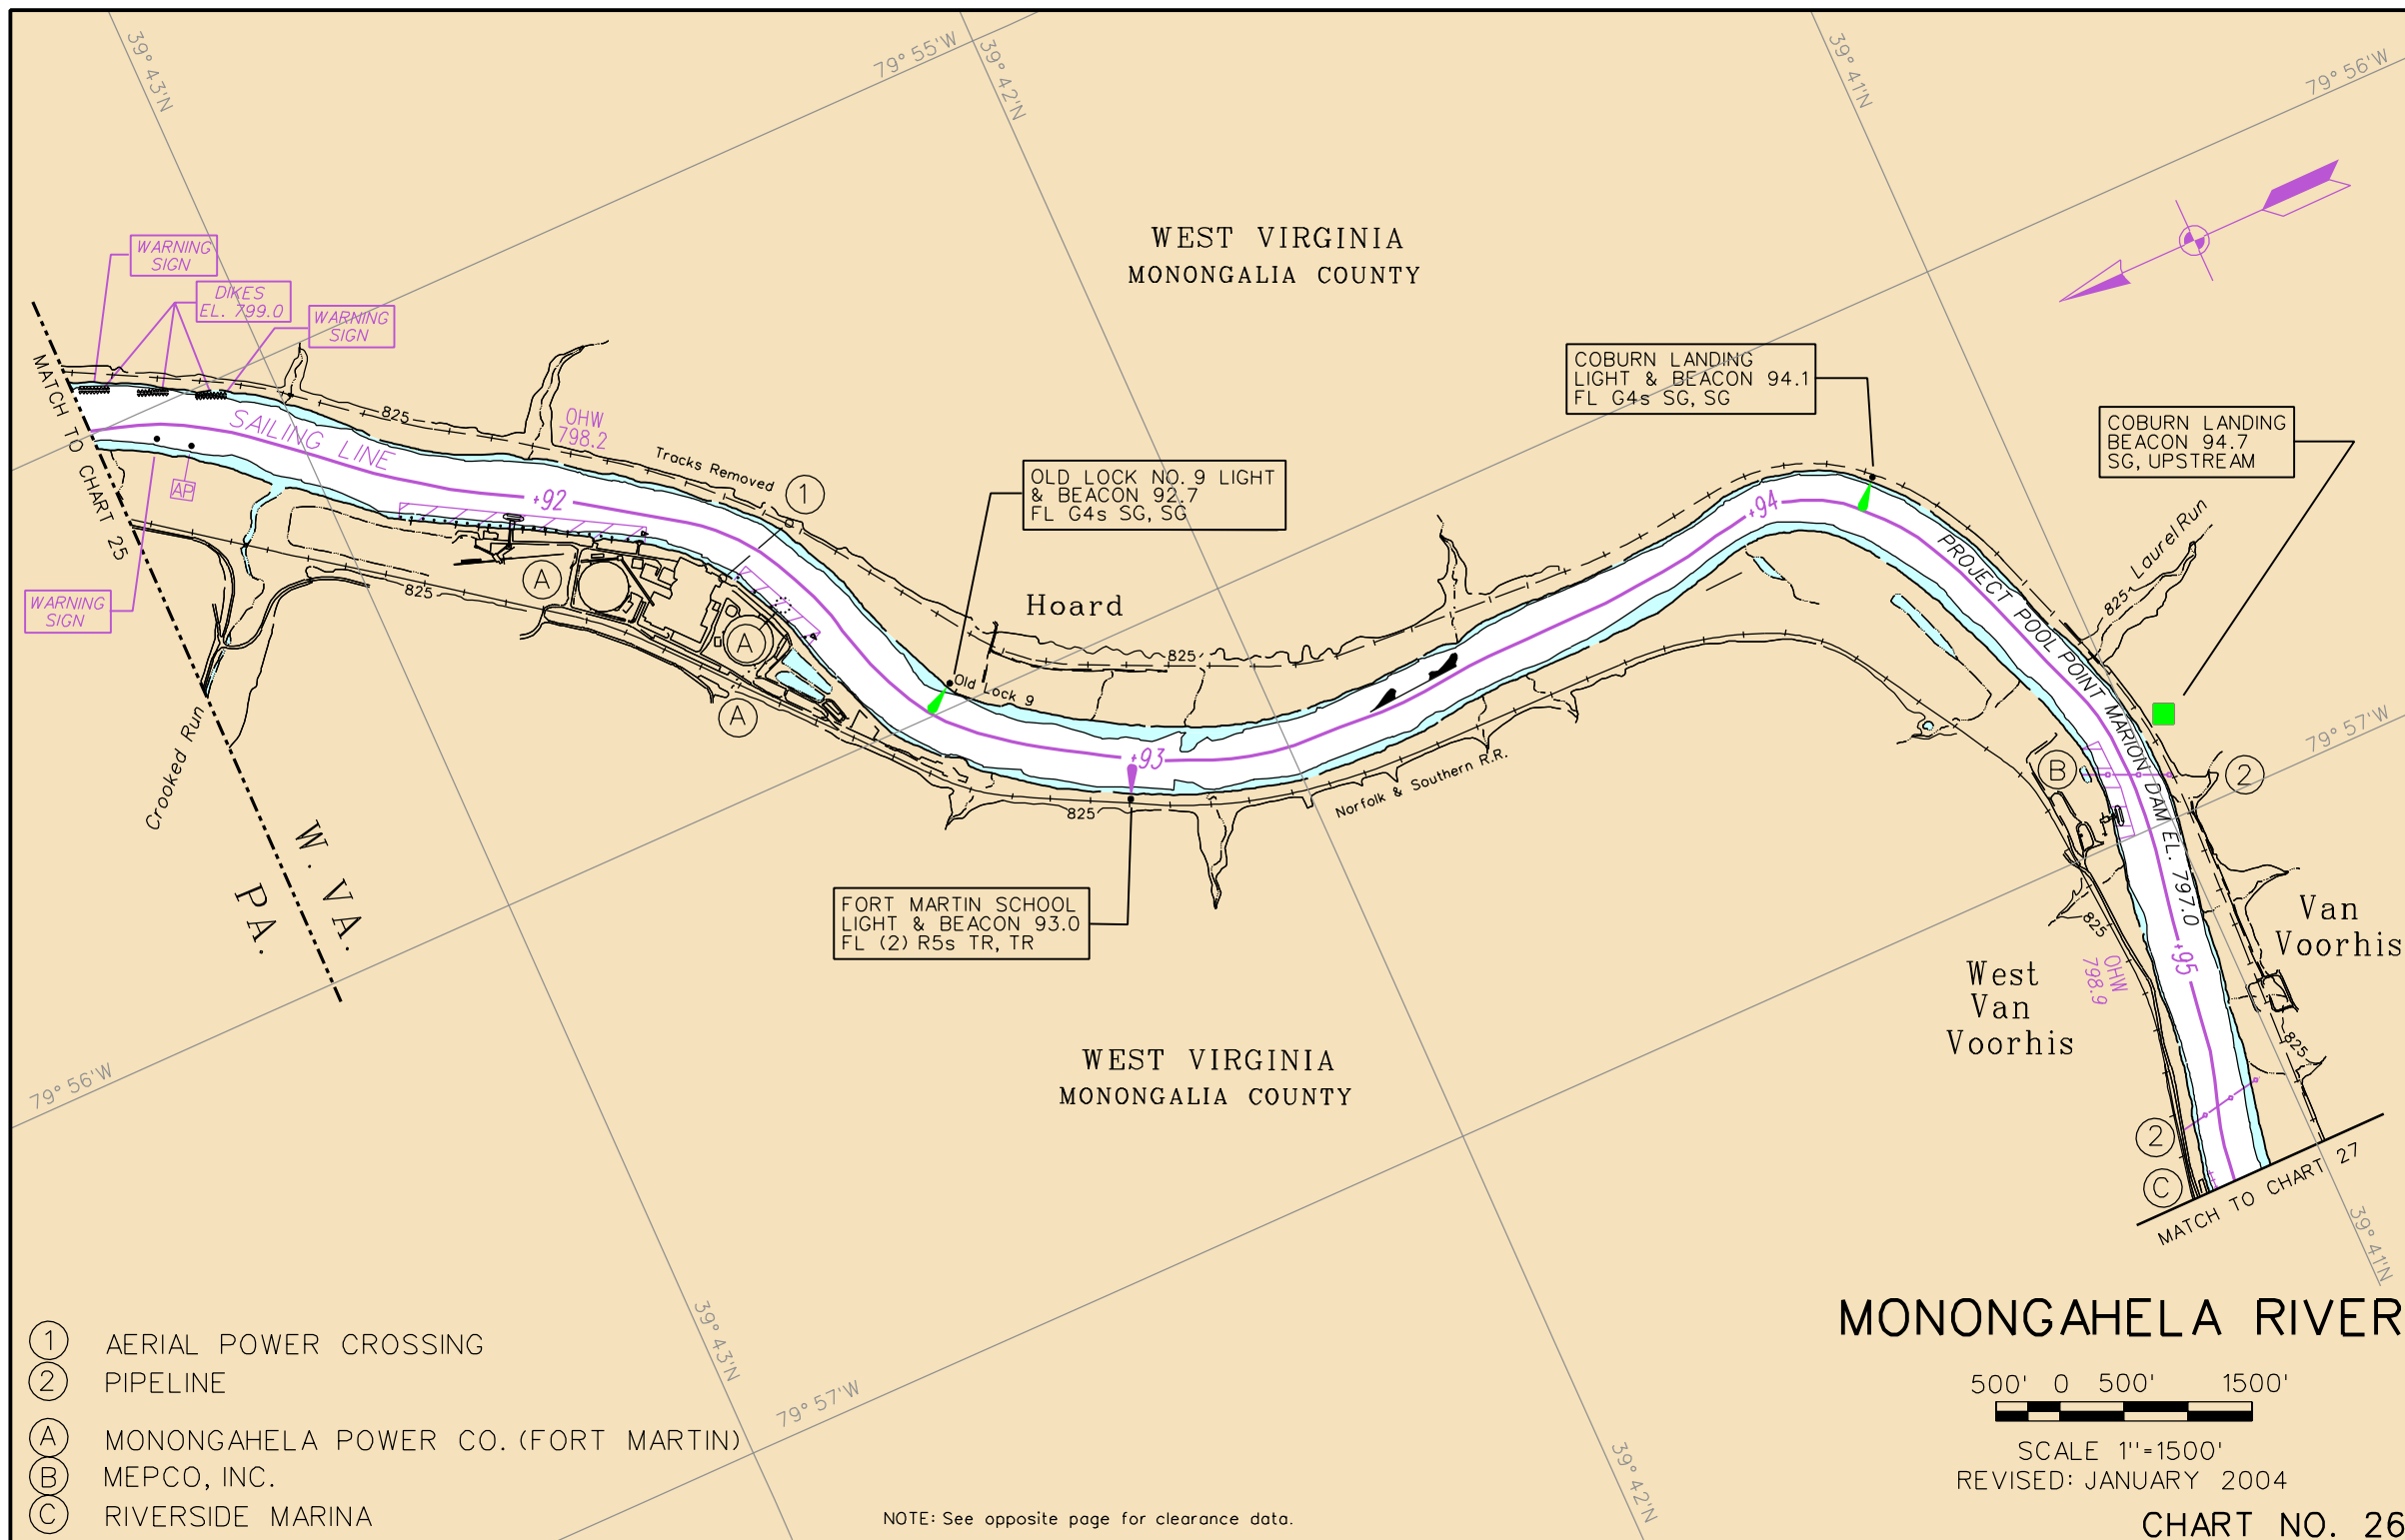 39° 43'N
79° 55'W
39° 42'N
39° 41'N
79° 56'W
WEST VIRGINIA
MONONGALIA COUNTY
WARNING
SIGN
DIKES
EL. 799.0
WARNING
SIGN
MATCH TO CHART 25
SAILING LINE
825
OHW
798.2
Tracks Removed
1
AP
+92
WARNING
SIGN
825
A
A
A
Crooked Run
W. VA.
PA.
OLD LOCK NO. 9 LIGHT
& BEACON 92.7
FL G4s SG, SG
Hoard
Old Lock 9
825
+93
825
Norfolk & Southern R.R.
FORT MARTIN SCHOOL
LIGHT & BEACON 93.0
FL (2) R5s TR, TR
COBURN LANDING
LIGHT & BEACON 94.1
FL G4s SG, SG
+94
COBURN LANDING
BEACON 94.7
SG, UPSTREAM
Laurel Run
825
PROJECT POOL POINT MARION DAM EL. 797.0
79° 57'W
B
2
Van
Voorhis
825
+95
OHW
798.9
West
Van
Voorhis
825
2
C
MATCH TO CHART 27
39° 41'N
WEST VIRGINIA
MONONGALIA COUNTY
79° 56'W
39° 43'N
79° 57'W
39° 42'N
1 AERIAL POWER CROSSING
2 PIPELINE
A MONONGAHELA POWER CO. (FORT MARTIN)
B MEPCO, INC.
C RIVERSIDE MARINA
NOTE: See opposite page for clearance data.
MONONGAHELA RIVER
500' 0 500' 1500'
SCALE 1"=1500'
REVISED: JANUARY 2004
CHART NO. 26